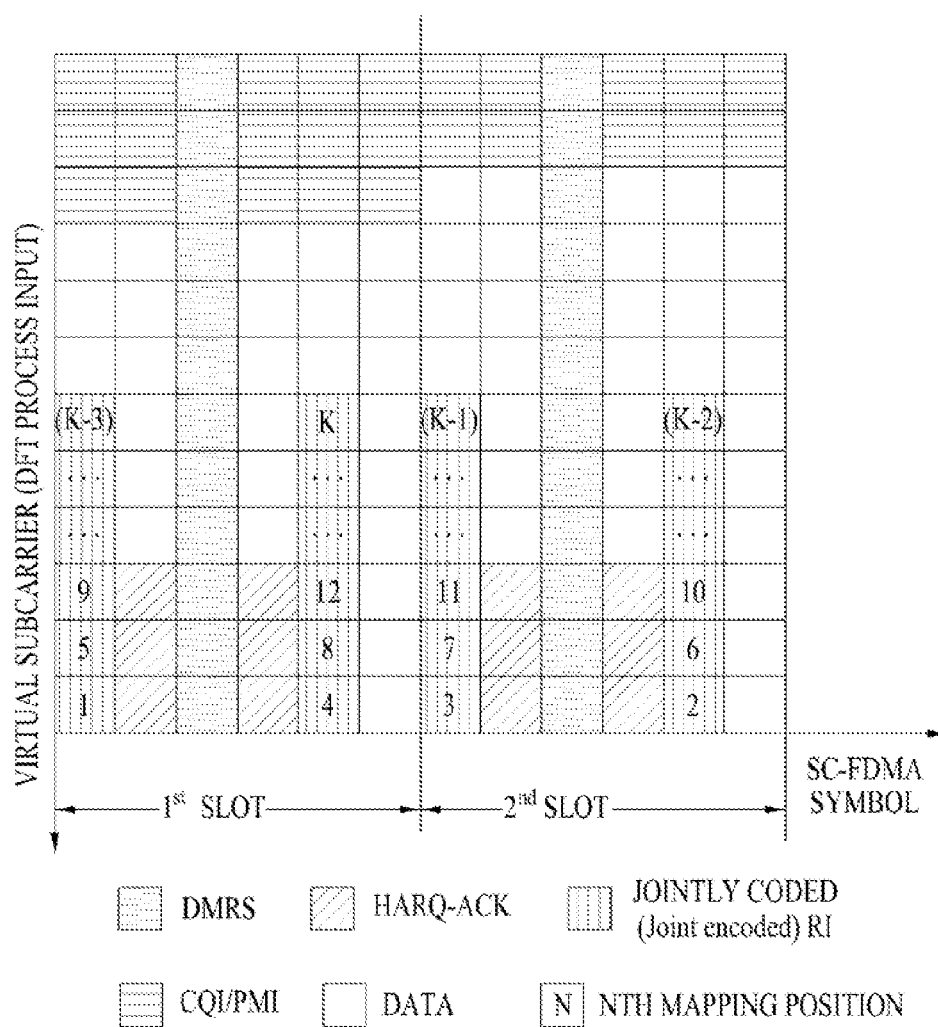 VIRTUAL SUBCARRIER (DFT PROCESS INPUT)
(K-3) K (K-1) (K-2)
... ... ... ...
... ... ... ...
9 12 11 10
5 8 7 6
1 4 3 2
1st SLOT 2nd SLOT
SC-FDMA
SYMBOL
DMRS
HARQ-ACK
JOINTLY CODED
(Joint encoded) RI
CQI/PMI
DATA
N NTH MAPPING POSITION